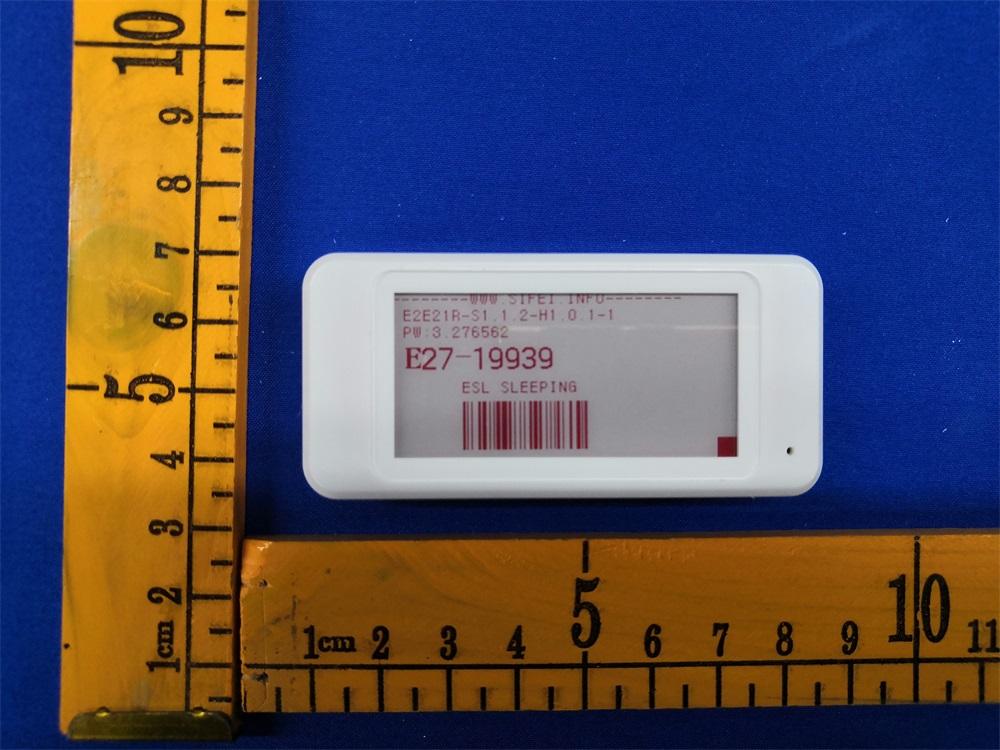 --------WWW.SIFEI.INFO--------
E2E21R-S1.1.2-H1.0.1-1
PW:3.276562
E27-19939
ESL SLEEPING
10
9
8
7
6
5
4
3
2
1cm
1cm 2 3 4 5 6 7 8 9 10 11